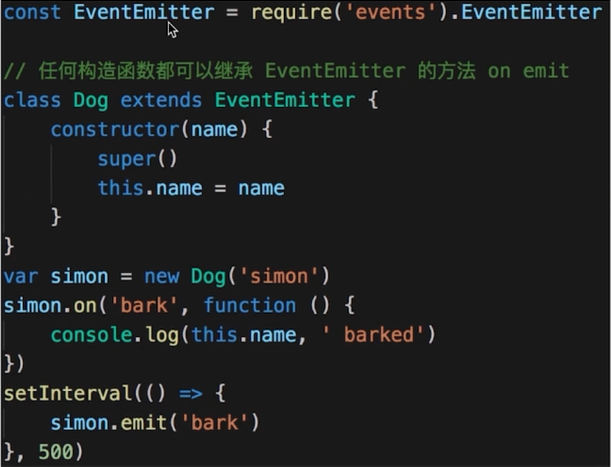 const EventEmitter = require('events').EventEmitter
// 任何构造函数都可以继承 EventEmitter 的方法 on emit
class Dog extends EventEmitter {
    constructor(name) {
        super()
        this.name = name
    }
}
var simon = new Dog('simon')
simon.on('bark', function () {
    console.log(this.name, ' barked')
})
setInterval(() => {
    simon.emit('bark')
}, 500)